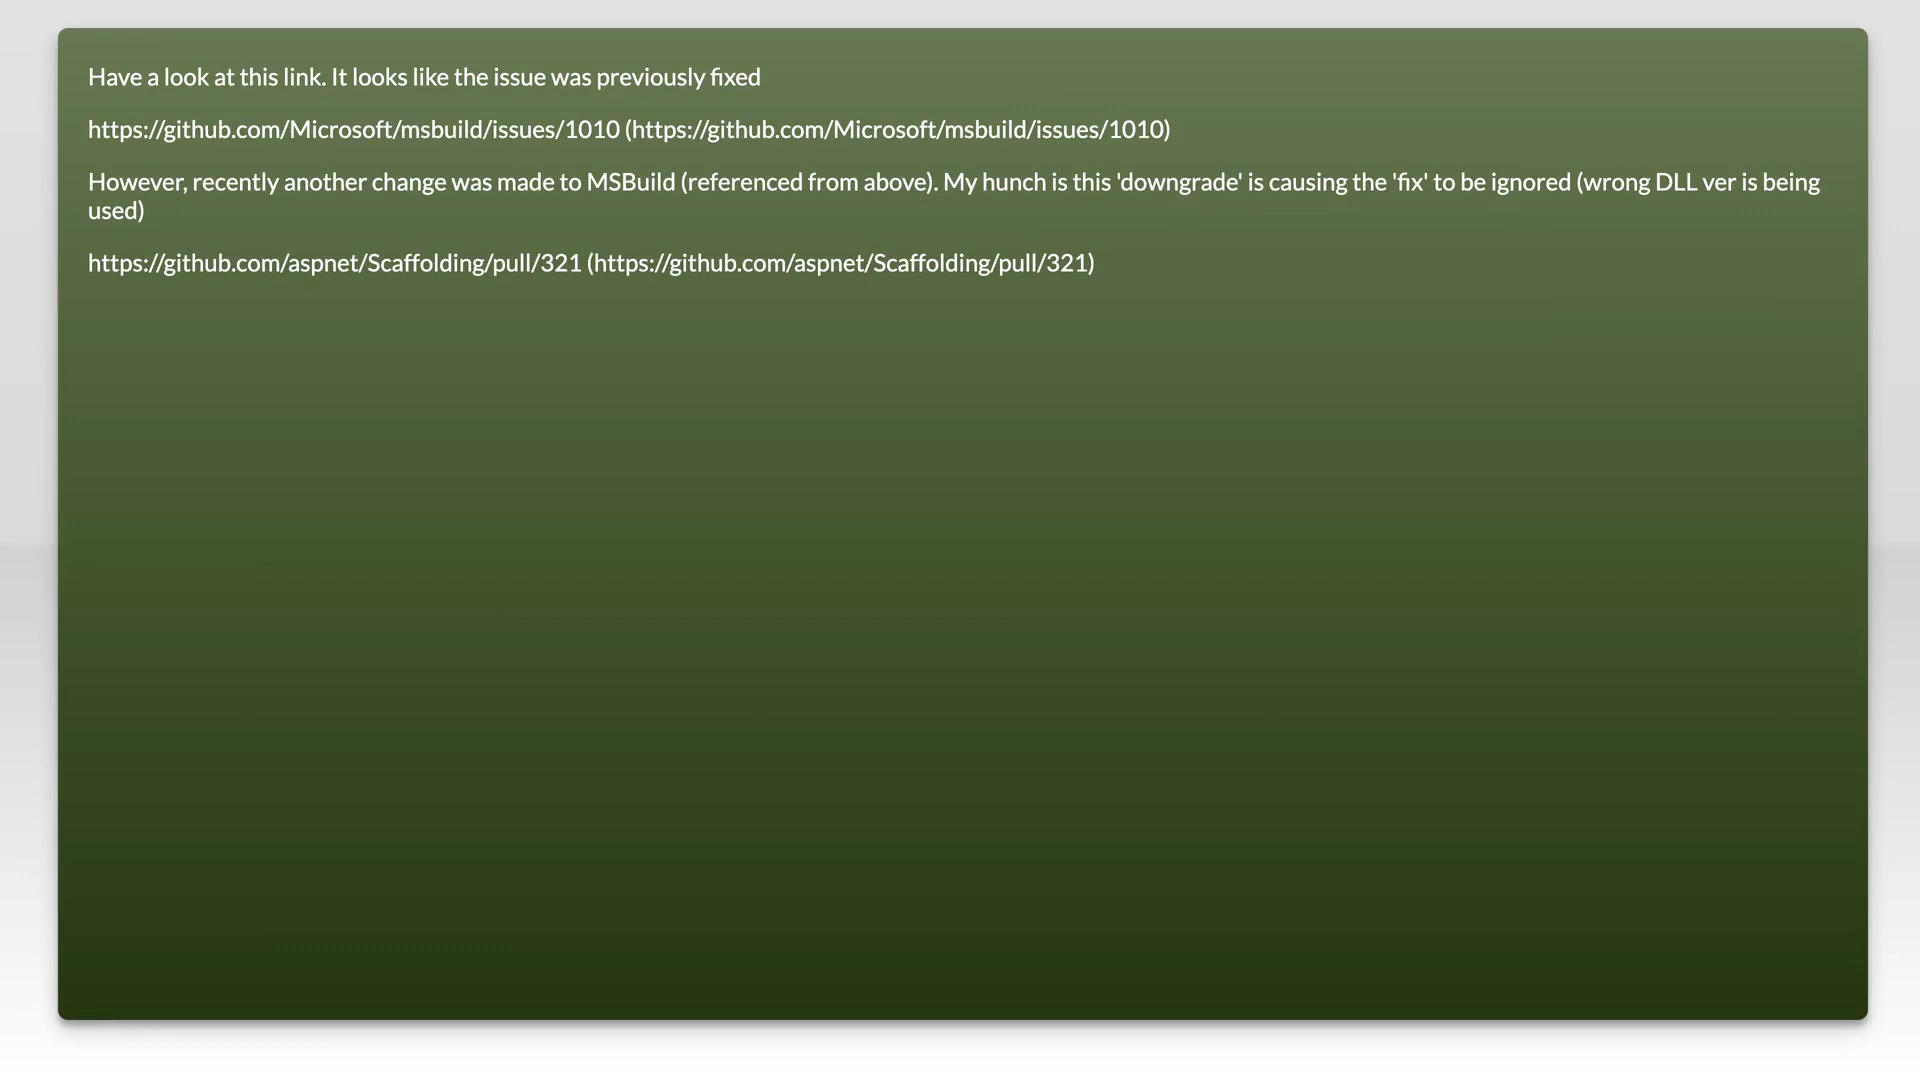 Have a look at this link. It looks like the issue was previously fixed
https://github.com/Microsoft/msbuild/issues/1010 (https://github.com/Microsoft/msbuild/issues/1010)
However, recently another change was made to MSBuild (referenced from above). My hunch is this 'downgrade' is causing the 'fix' to be ignored (wrong DLL ver is being
used)
https://github.com/aspnet/Scaffolding/pull/321 (https://github.com/aspnet/Scaffolding/pull/321)